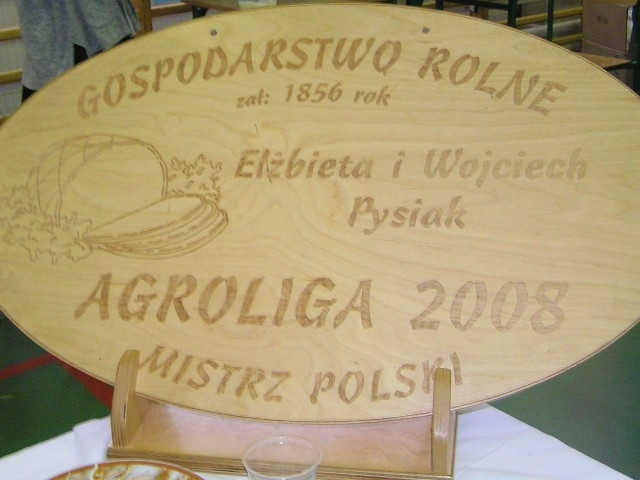 GOSPODARSTWO ROLNE
zał: 1856 rok
Elżbieta i Wojciech
Pysiak
AGROLIGA 2008
MISTRZ POLSKI